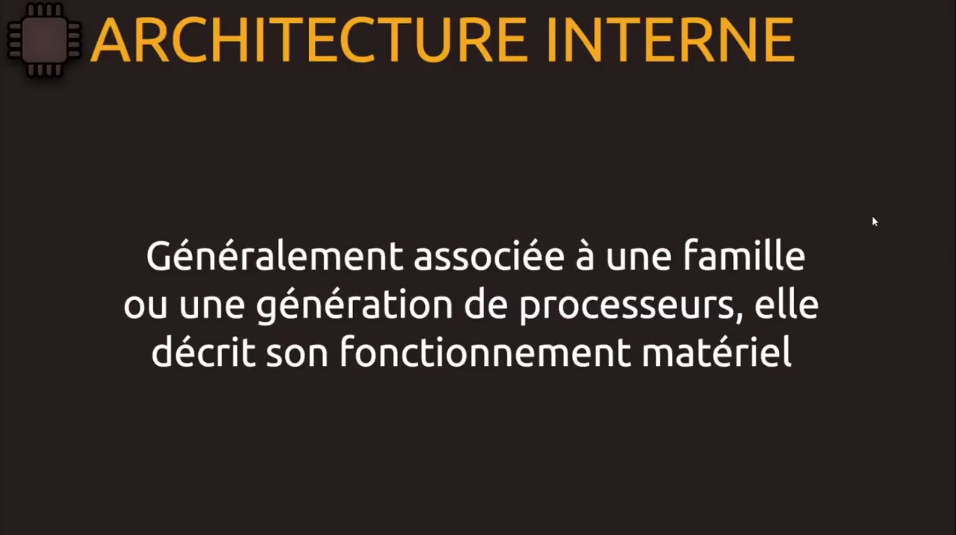 ARCHITECTURE INTERNE
Généralement associée à une famille
ou une génération de processeurs, elle
décrit son fonctionnement matériel